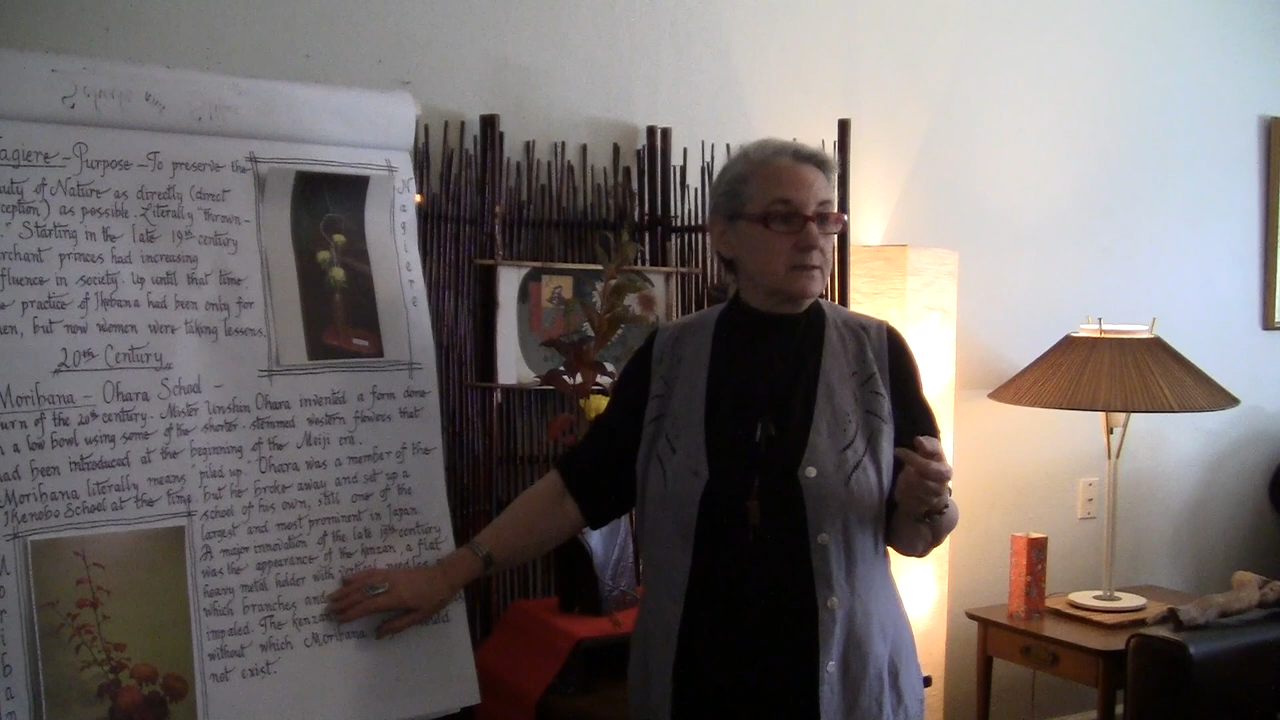 agiere - Purpose - To preserve the
auty of Nature as directly (direct
ception) as possible. Literally "thrown-
." Starting in the late 19th century
erchant princes had increasing
fluence in society. Up until that time
e practice of Ikebana had been only for
en, but now women were taking lessens.
Nagiere
20th Century
Moribana - Ohara School -
urn of the 20th century. Mister Unshin Ohara invented a form done
n a low bowl using some of the shorter-stemmed western flowers that
had been introduced at the beginning of the Meiji era.
Moribana literally means "piled up". Ohara was a member of the
Ikenobo School at the time, but he broke away and set up a
school of his own, still one of the
largest and most prominent in Japan.
A major innovation of the late 19th century
was the appearance of the kenzan, a flat
heavy metal holder with vertical needles
which branches and
impaled. The kenzan
without which Moribana would
not exist.
Moriban